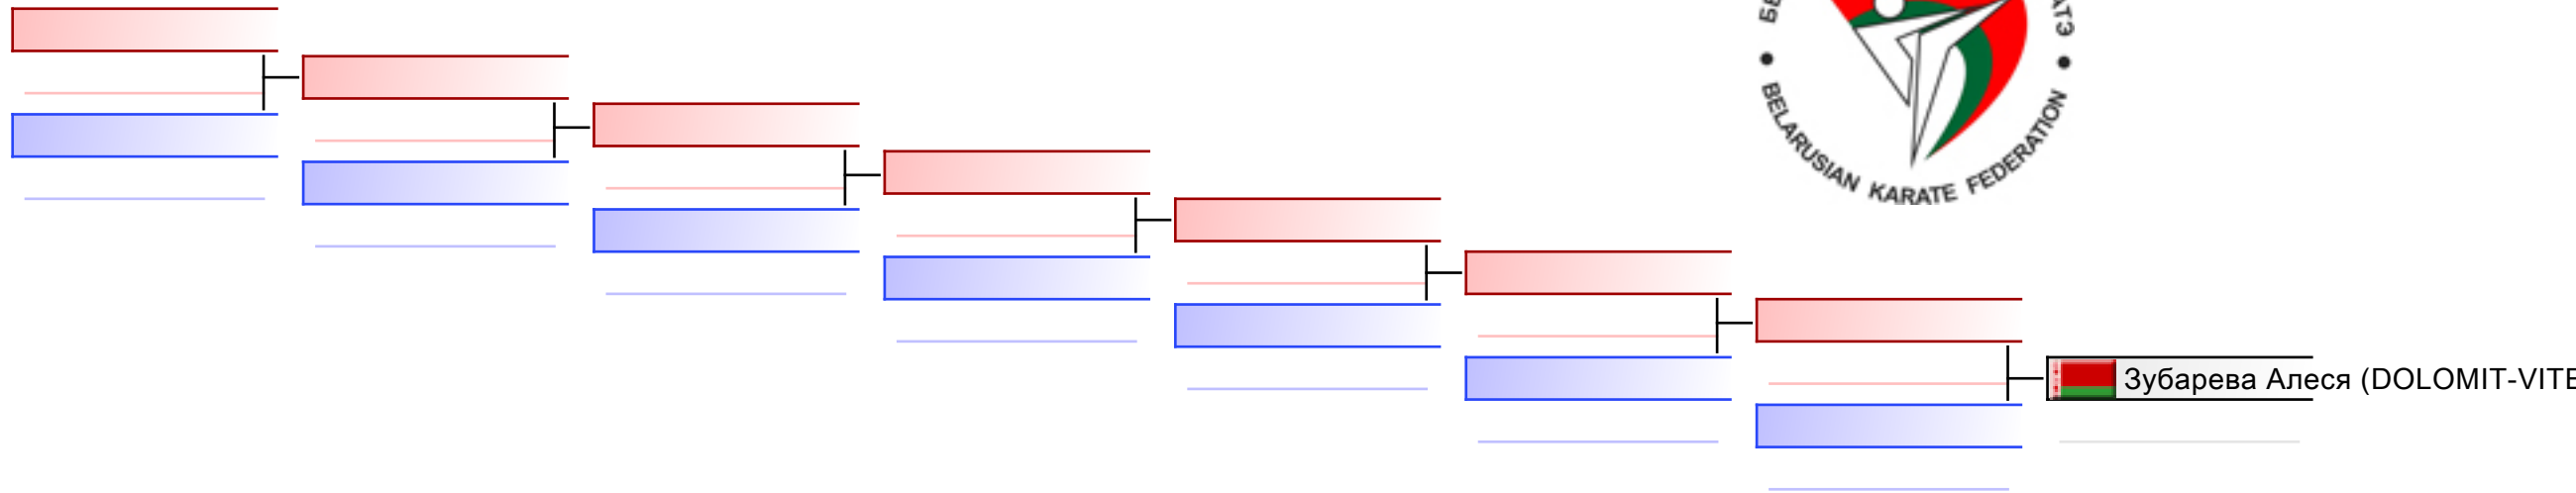 BELARUSIAN KARATE FEDERATION
Зубарева Алеся (DOLOMIT-VITE